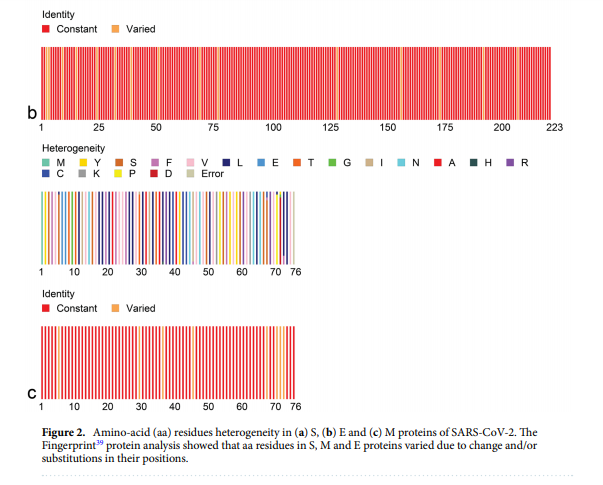 Identity
Constant Varied
b
1 25 50 75 100 125 150 175 200 223
Heterogeneity
M Y S F V L E T G I N A H R
C K P D Error
1 10 20 30 40 50 60 70 76
Identity
Constant Varied
c
1 10 20 30 40 50 60 70 76
Figure 2. Amino-acid (aa) residues heterogeneity in (a) S, (b) E and (c) M proteins of SARS-CoV-2. The
Fingerprint39 protein analysis showed that aa residues in S, M and E proteins varied due to change and/or
substitutions in their positions.